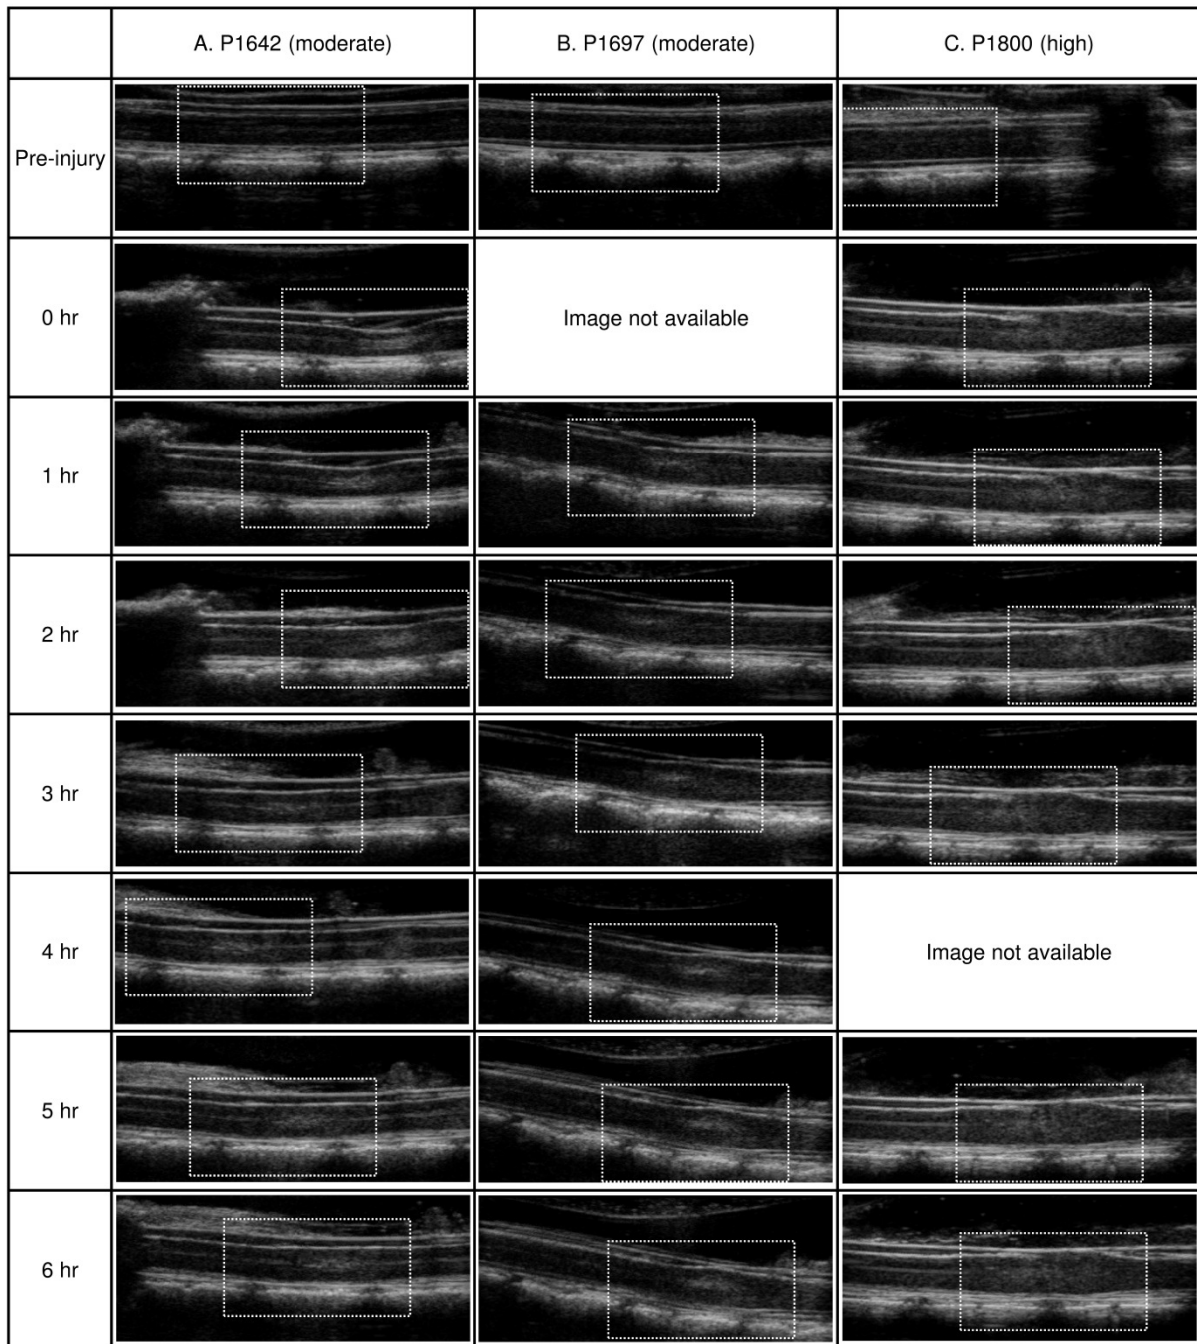 A. P1642 (moderate)
B. P1697 (moderate)
C. P1800 (high)
Pre-injury
0 hr
Image not available
1 hr
2 hr
3 hr
4 hr
Image not available
5 hr
6 hr